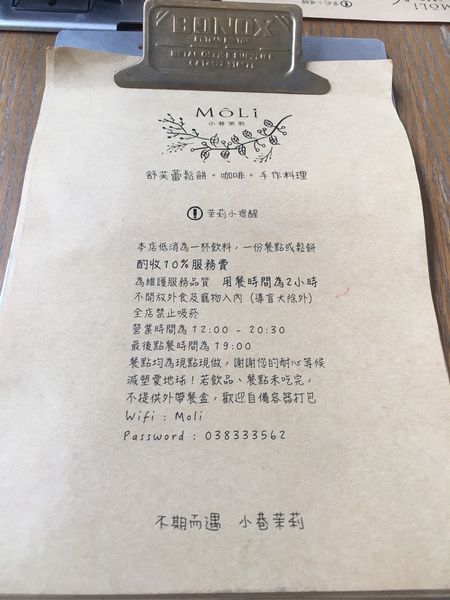 BONOX
MôLi
小巷茉莉
舒芙蕾鬆餅。咖啡。手作料理
茉莉小提醒
本店低消為一杯飲料，一份餐點或鬆餅
酌收10%服務費
為維護服務品質 用餐時間為2小時
不開放外食及寵物入內（導盲犬除外）
全店禁止吸菸
營業時間為 12:00 - 20:30
最後點餐時間為 19:00
餐點均為現點現做，謝謝您的耐心等候
減塑愛地球！若飲品、餐點未吃完，
不提供外帶餐盒，歡迎自備容器打包
Wifi : Moli
Password : 038333562
不期而遇 小巷茉莉